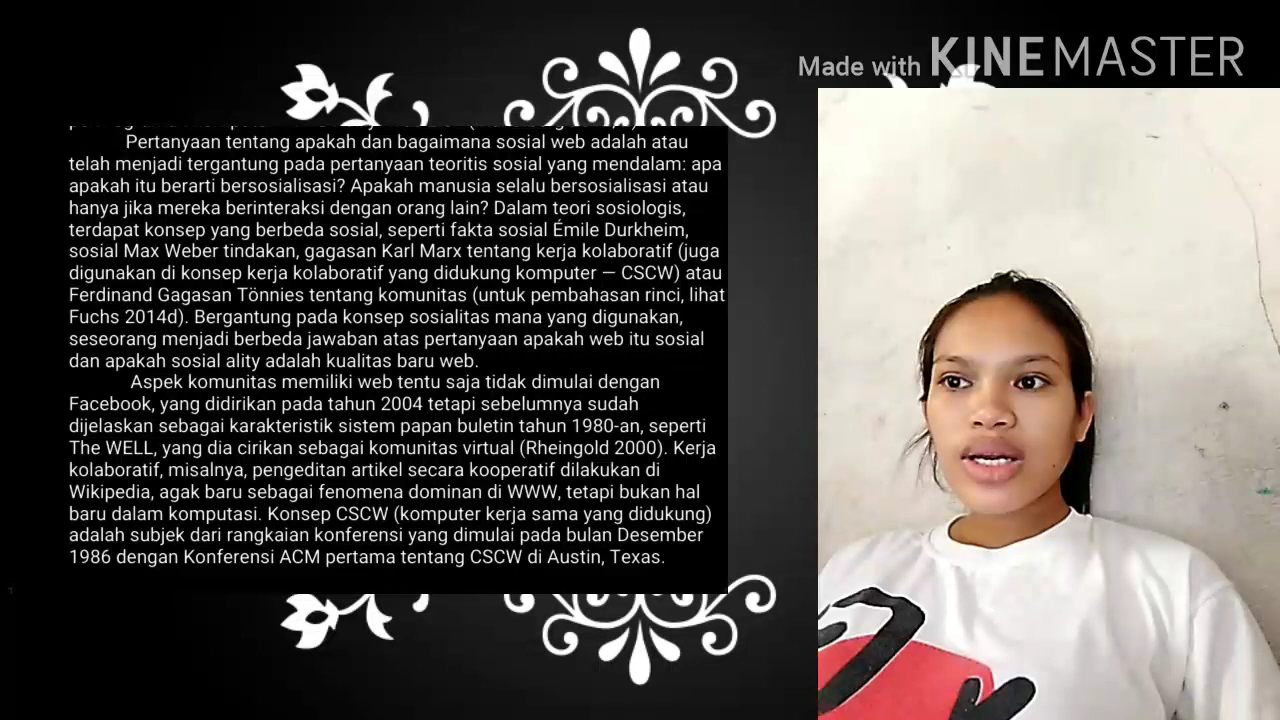 Made with KINEMASTER
Pertanyaan tentang apakah dan bagaimana sosial web adalah atau
telah menjadi tergantung pada pertanyaan teoritis sosial yang mendalam: apa
apakah itu berarti bersosialisasi? Apakah manusia selalu bersosialisasi atau
hanya jika mereka berinteraksi dengan orang lain? Dalam teori sosiologis,
terdapat konsep yang berbeda sosial, seperti fakta sosial Émile Durkheim,
sosial Max Weber tindakan, gagasan Karl Marx tentang kerja kolaboratif (juga
digunakan di konsep kerja kolaboratif yang didukung komputer — CSCW) atau
Ferdinand Gagasan Tönnies tentang komunitas (untuk pembahasan rinci, lihat
Fuchs 2014d). Bergantung pada konsep sosialitas mana yang digunakan,
seseorang menjadi berbeda jawaban atas pertanyaan apakah web itu sosial
dan apakah sosial ality adalah kualitas baru web.
Aspek komunitas memiliki web tentu saja tidak dimulai dengan
Facebook, yang didirikan pada tahun 2004 tetapi sebelumnya sudah
dijelaskan sebagai karakteristik sistem papan buletin tahun 1980-an, seperti
The WELL, yang dia cirikan sebagai komunitas virtual (Rheingold 2000). Kerja
kolaboratif, misalnya, pengeditan artikel secara kooperatif dilakukan di
Wikipedia, agak baru sebagai fenomena dominan di WWW, tetapi bukan hal
baru dalam komputasi. Konsep CSCW (komputer kerja sama yang didukung)
adalah subjek dari rangkaian konferensi yang dimulai pada bulan Desember
1986 dengan Konferensi ACM pertama tentang CSCW di Austin, Texas.